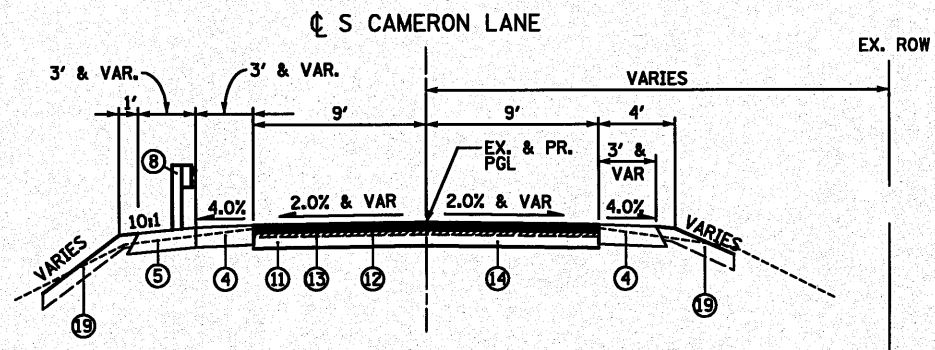 ℄ S CAMERON LANE
EX. ROW
3' & VAR.
3' & VAR.
VARIES
1'
9'
9'
4'
8
EX. & PR.
PGL
3' &
VAR
10:1
4.0%
2.0% & VAR
2.0% & VAR
4.0%
VARIES
VARIES
5
4
11
13
12
14
4
19
19